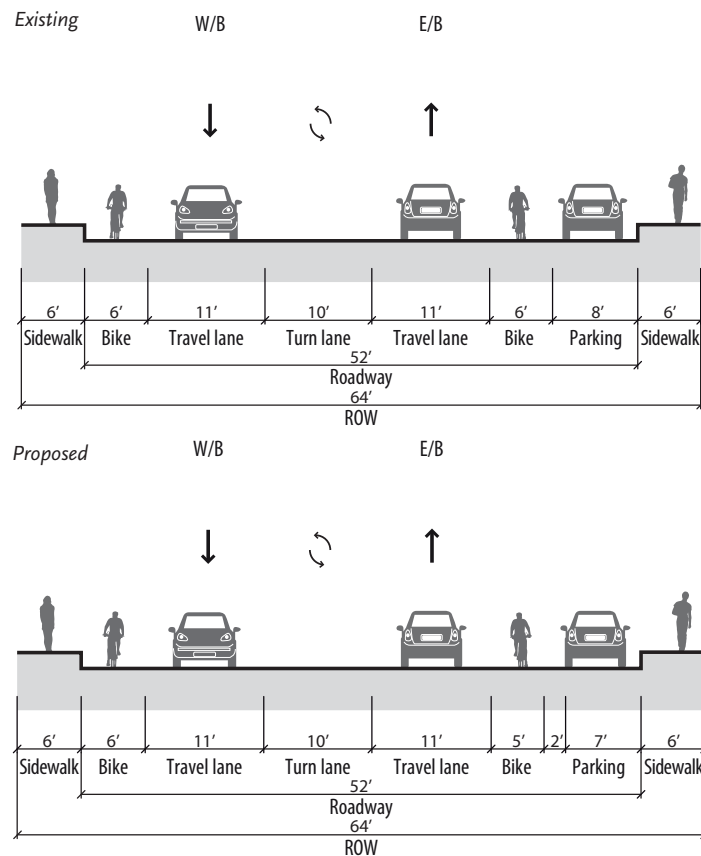 Existing
W/B E/B
6’ 6’ 11’ 10’ 11’ 6’ 8’ 6’
Sidewalk Bike Travel lane Turn lane Travel lane Bike Parking Sidewalk
52’
Roadway
64’
ROW
Proposed
W/B E/B
6’ 6’ 11’ 10’ 11’ 5’ 2’ 7’ 6’
Sidewalk Bike Travel lane Turn lane Travel lane Bike Parking Sidewalk
52’
Roadway
64’
ROW